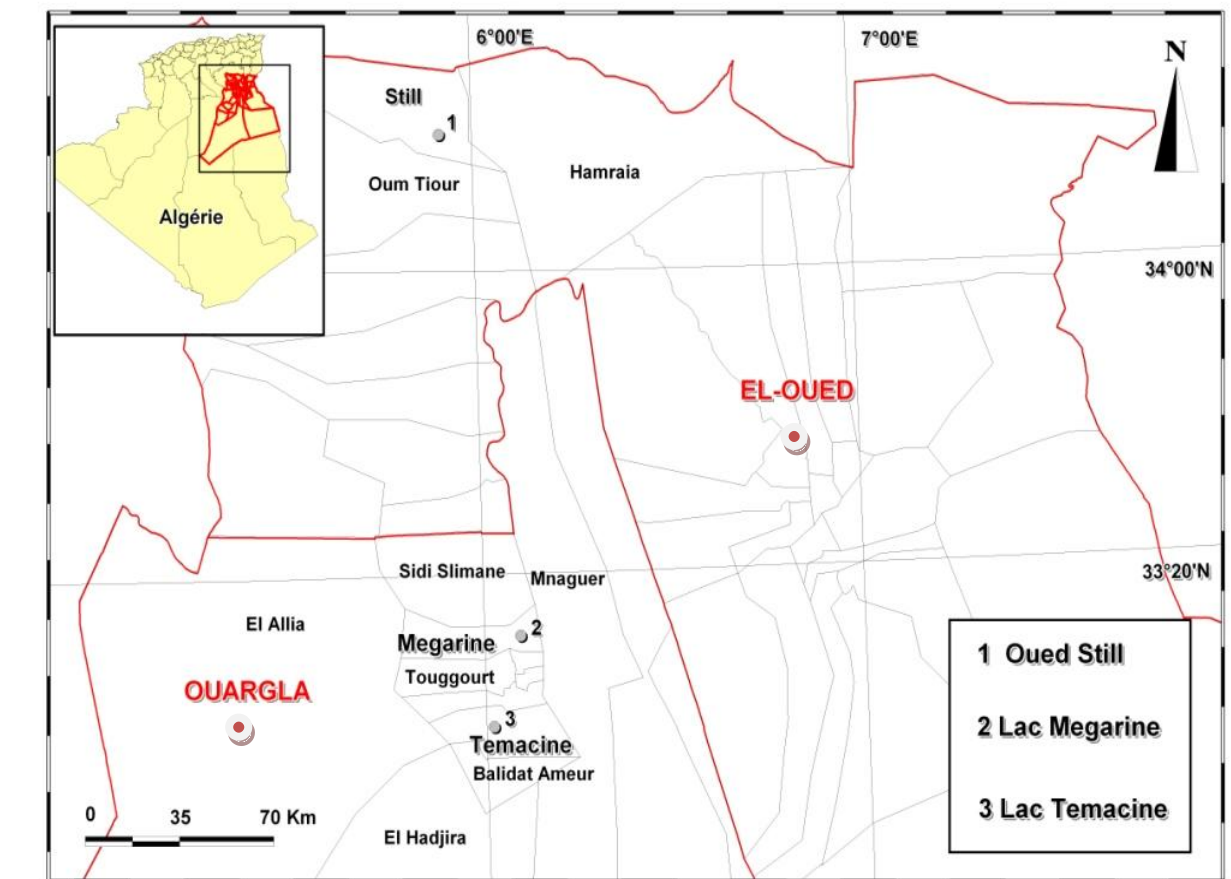 6°00'E
7°00'E
N
Still
1
Hamraia
Oum Tiour
Algérie
34°00'N
EL-OUED
Sidi Slimane
Mnaguer
33°20'N
El Allia
2
Megarine
Touggourt
OUARGLA
3
Temacine
Balidat Ameur
El Hadjira
0 35 70 Km
1 Oued Still
2 Lac Megarine
3 Lac Temacine